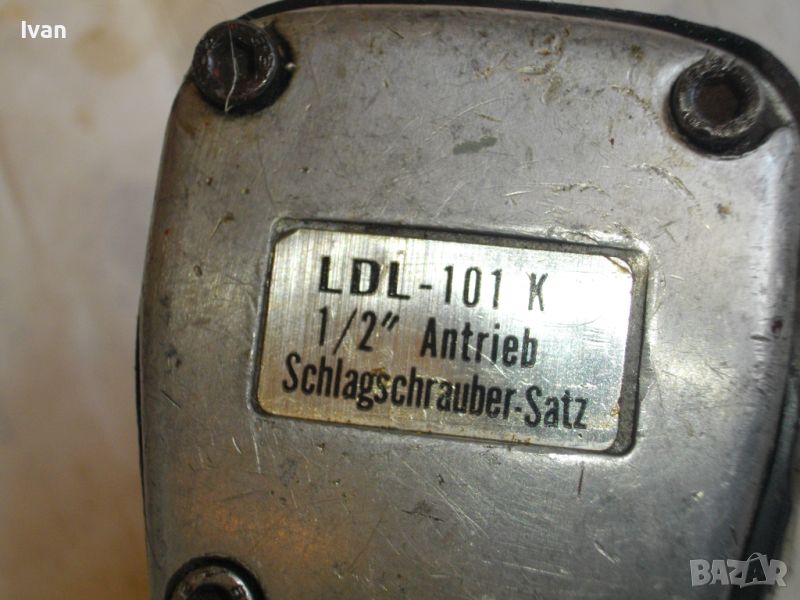 Ivan
LDL-101 K
1/2" Antrieb
Schlagschrauber-Satz
BAZAR